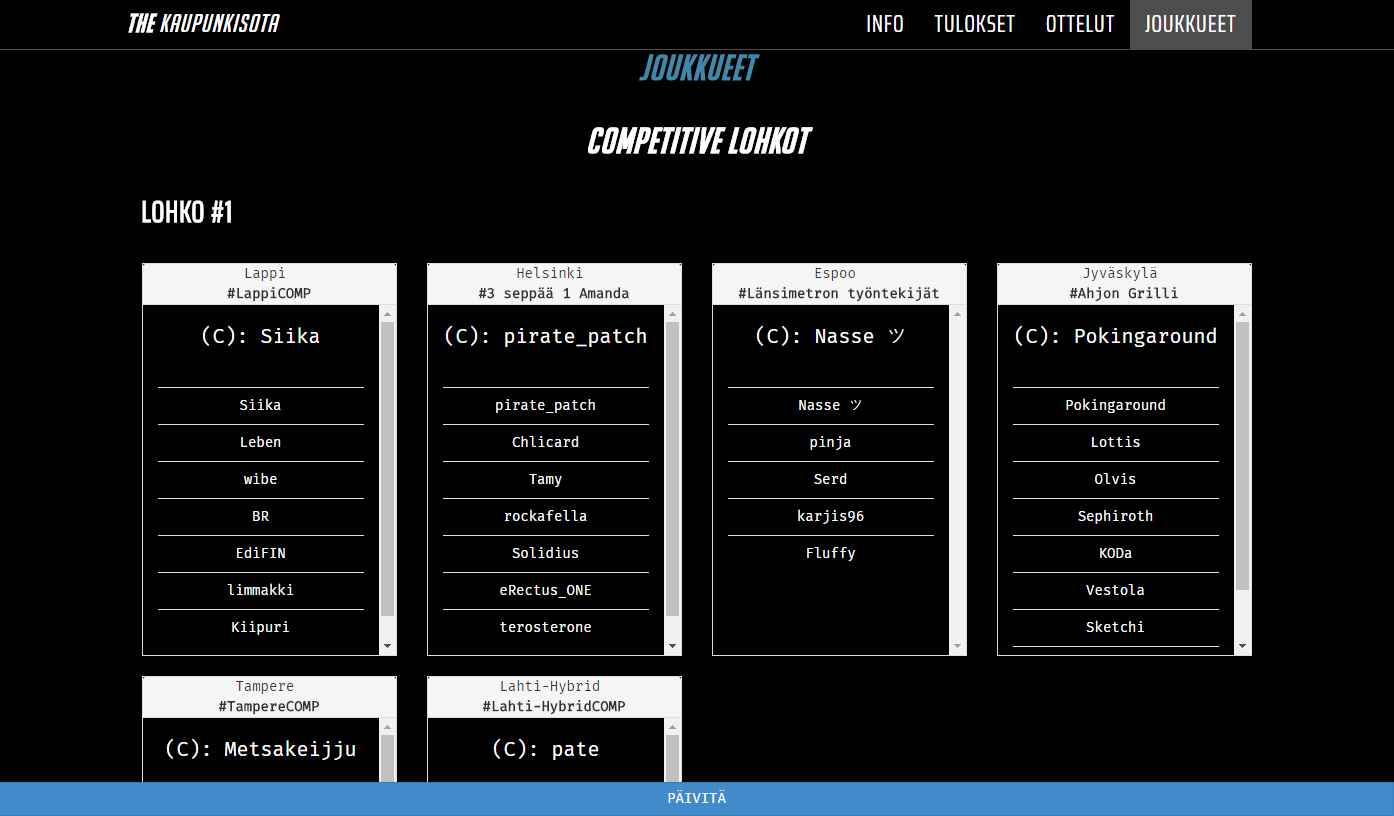 THE KAUPUNKISOTA
INFO
TULOKSET
OTTELUT
JOUKKUEET
JOUKKUEET
COMPETITIVE LOHKOT
LOHKO #1
Lappi
#LappiCOMP
(C): Siika
Siika
Leben
wibe
BR
EdiFIN
limmakki
Kiipuri
Helsinki
#3 seppää 1 Amanda
(C): pirate_patch
pirate_patch
Chlicard
Tamy
rockafella
Solidius
eRectus_ONE
terosterone
Espoo
#Länsimetron työntekijät
(C): Nasse ツ
Nasse ツ
pinja
Serd
karjis96
Fluffy
Jyväskylä
#Ahjon Grilli
(C): Pokingaround
Pokingaround
Lottis
Olvis
Sephiroth
KODa
Vestola
Sketchi
Tampere
#TampereCOMP
(C): Metsakeijju
Lahti-Hybrid
#Lahti-HybridCOMP
(C): pate
PÄIVITÄ